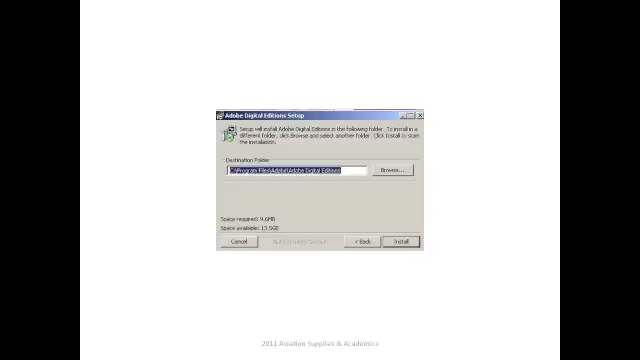 Adobe Digital Editions Setup
Setup will install Adobe Digital Editions in the following folder. To install in a
different folder, click Browse and select another folder. Click Install to start
the installation.
Destination Folder
C:\Program Files\Adobe\Adobe Digital Editions
Browse...
Space required: 9.6MB
Space available: 13.5GB
Cancel
< Back
Install
2011 Aviation Supplies & Academics